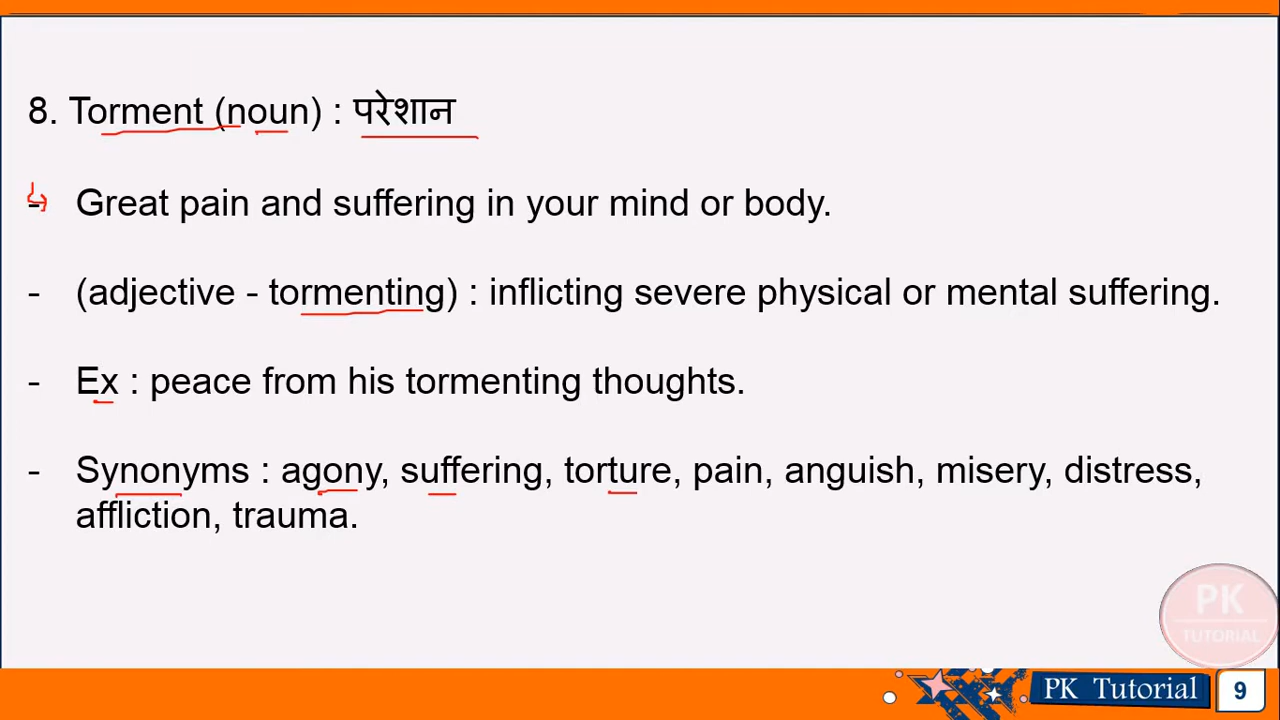 8. Torment (noun) : परेशान
- Great pain and suffering in your mind or body.
- (adjective - tormenting) : inflicting severe physical or mental suffering.
- Ex : peace from his tormenting thoughts.
- Synonyms : agony, suffering, torture, pain, anguish, misery, distress,
affliction, trauma.
PK
TUTORIAL
PK Tutorial
9